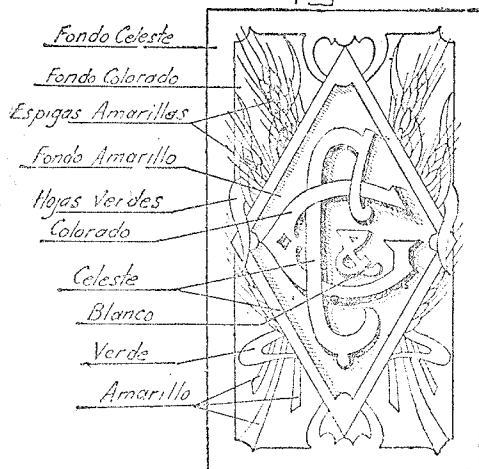 Fondo Celeste
Fondo Colorado
Espigas Amarillas
Fondo Amarillo
Hojas Verdes
Colorado
Celeste
Blanco
Verde
Amarillo
C & G